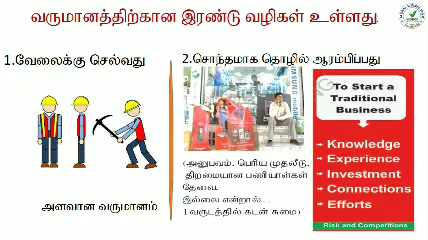 வருமானத்திற்கான இரண்டு வழிகள் உள்ளது.
1.வேலைக்கு செல்வது
2.சொந்தமாக தொழில் ஆரம்பிப்பது
SAMSUNG
To Start a
Traditional
Business
Knowledge
Experience
Investment
Connections
Efforts
Risk and Competitions
அளவான வருமானம்
(அனுபவம், பெரிய முதலீடு,
திறமையான பணியாள்கள்
தேவை.
இல்லை என்றால்...
1 வருடத்தில் கடன் சுமை)